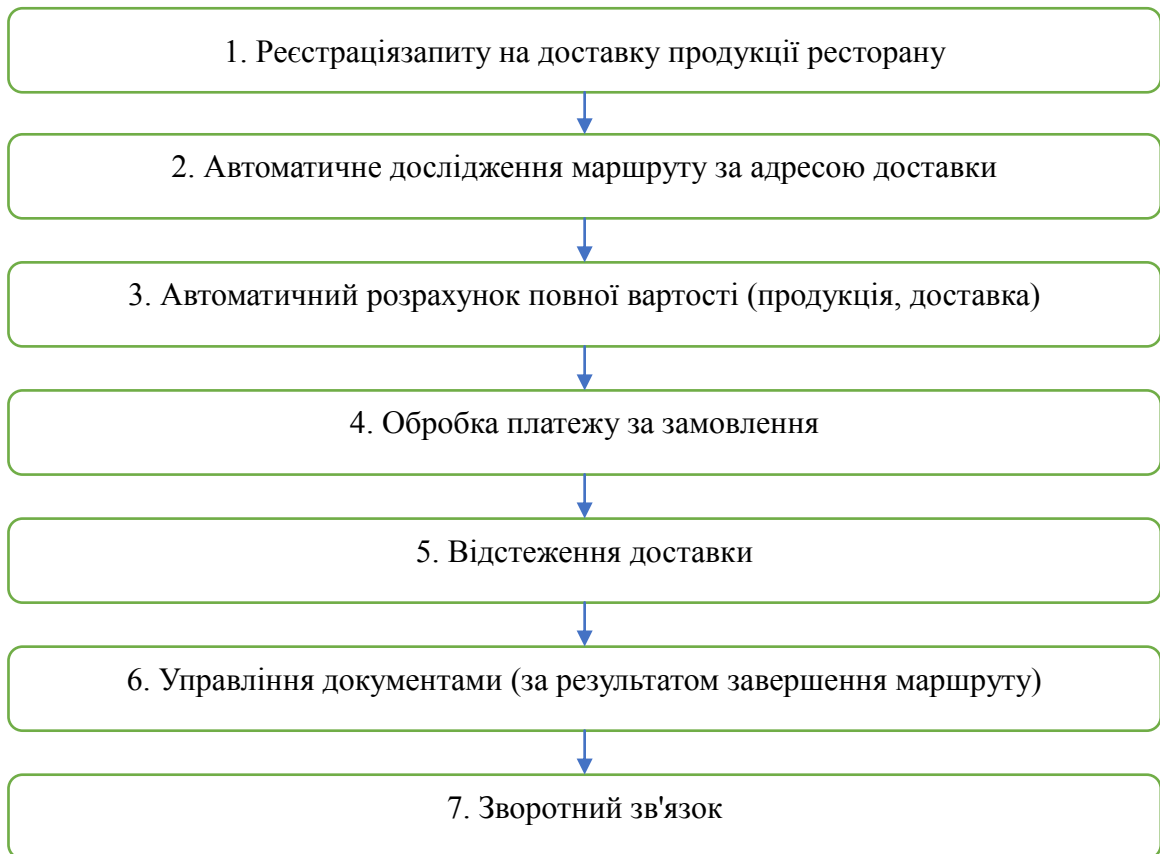 1. Реєстраціязапиту на доставку продукції ресторану
2. Автоматичне дослідження маршруту за адресою доставки
3. Автоматичний розрахунок повної вартості (продукція, доставка)
4. Обробка платежу за замовлення
5. Відстеження доставки
6. Управління документами (за результатом завершення маршруту)
7. Зворотний зв'язок